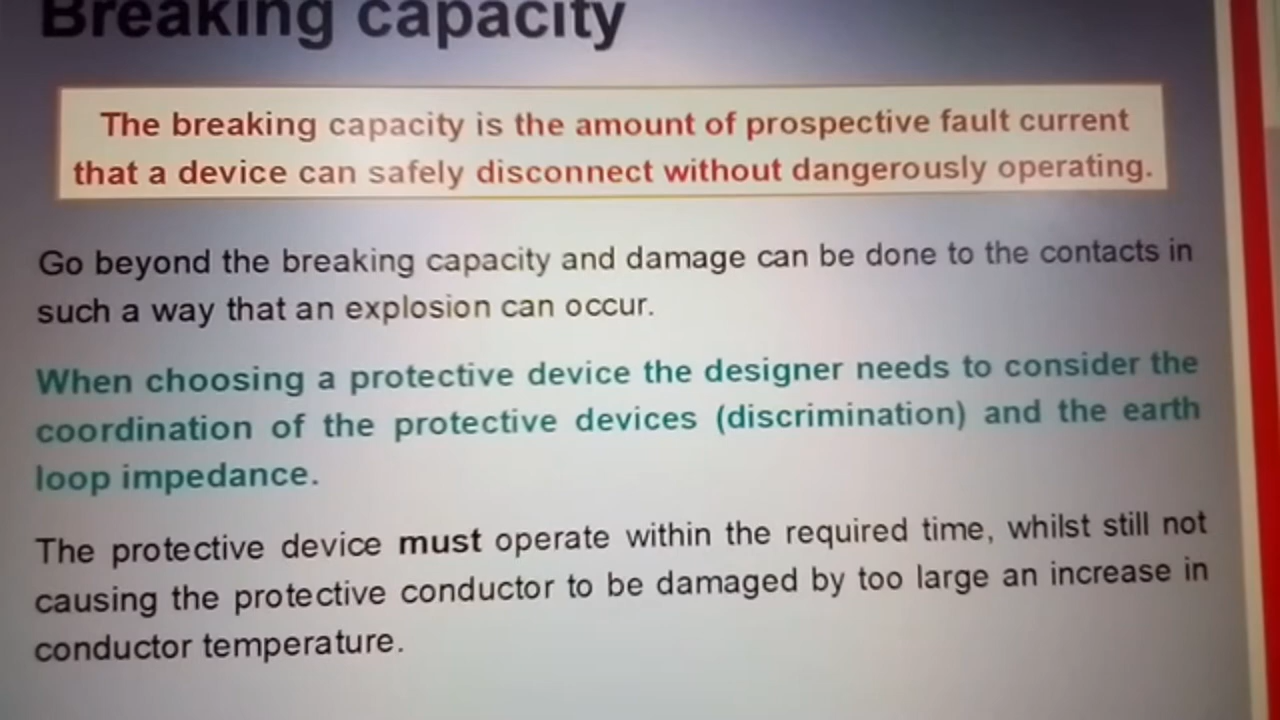 Breaking capacity
The breaking capacity is the amount of prospective fault current
that a device can safely disconnect without dangerously operating.
Go beyond the breaking capacity and damage can be done to the contacts in
such a way that an explosion can occur.
When choosing a protective device the designer needs to consider the
coordination of the protective devices (discrimination) and the earth
loop impedance.
The protective device must operate within the required time, whilst still not
causing the protective conductor to be damaged by too large an increase in
conductor temperature.